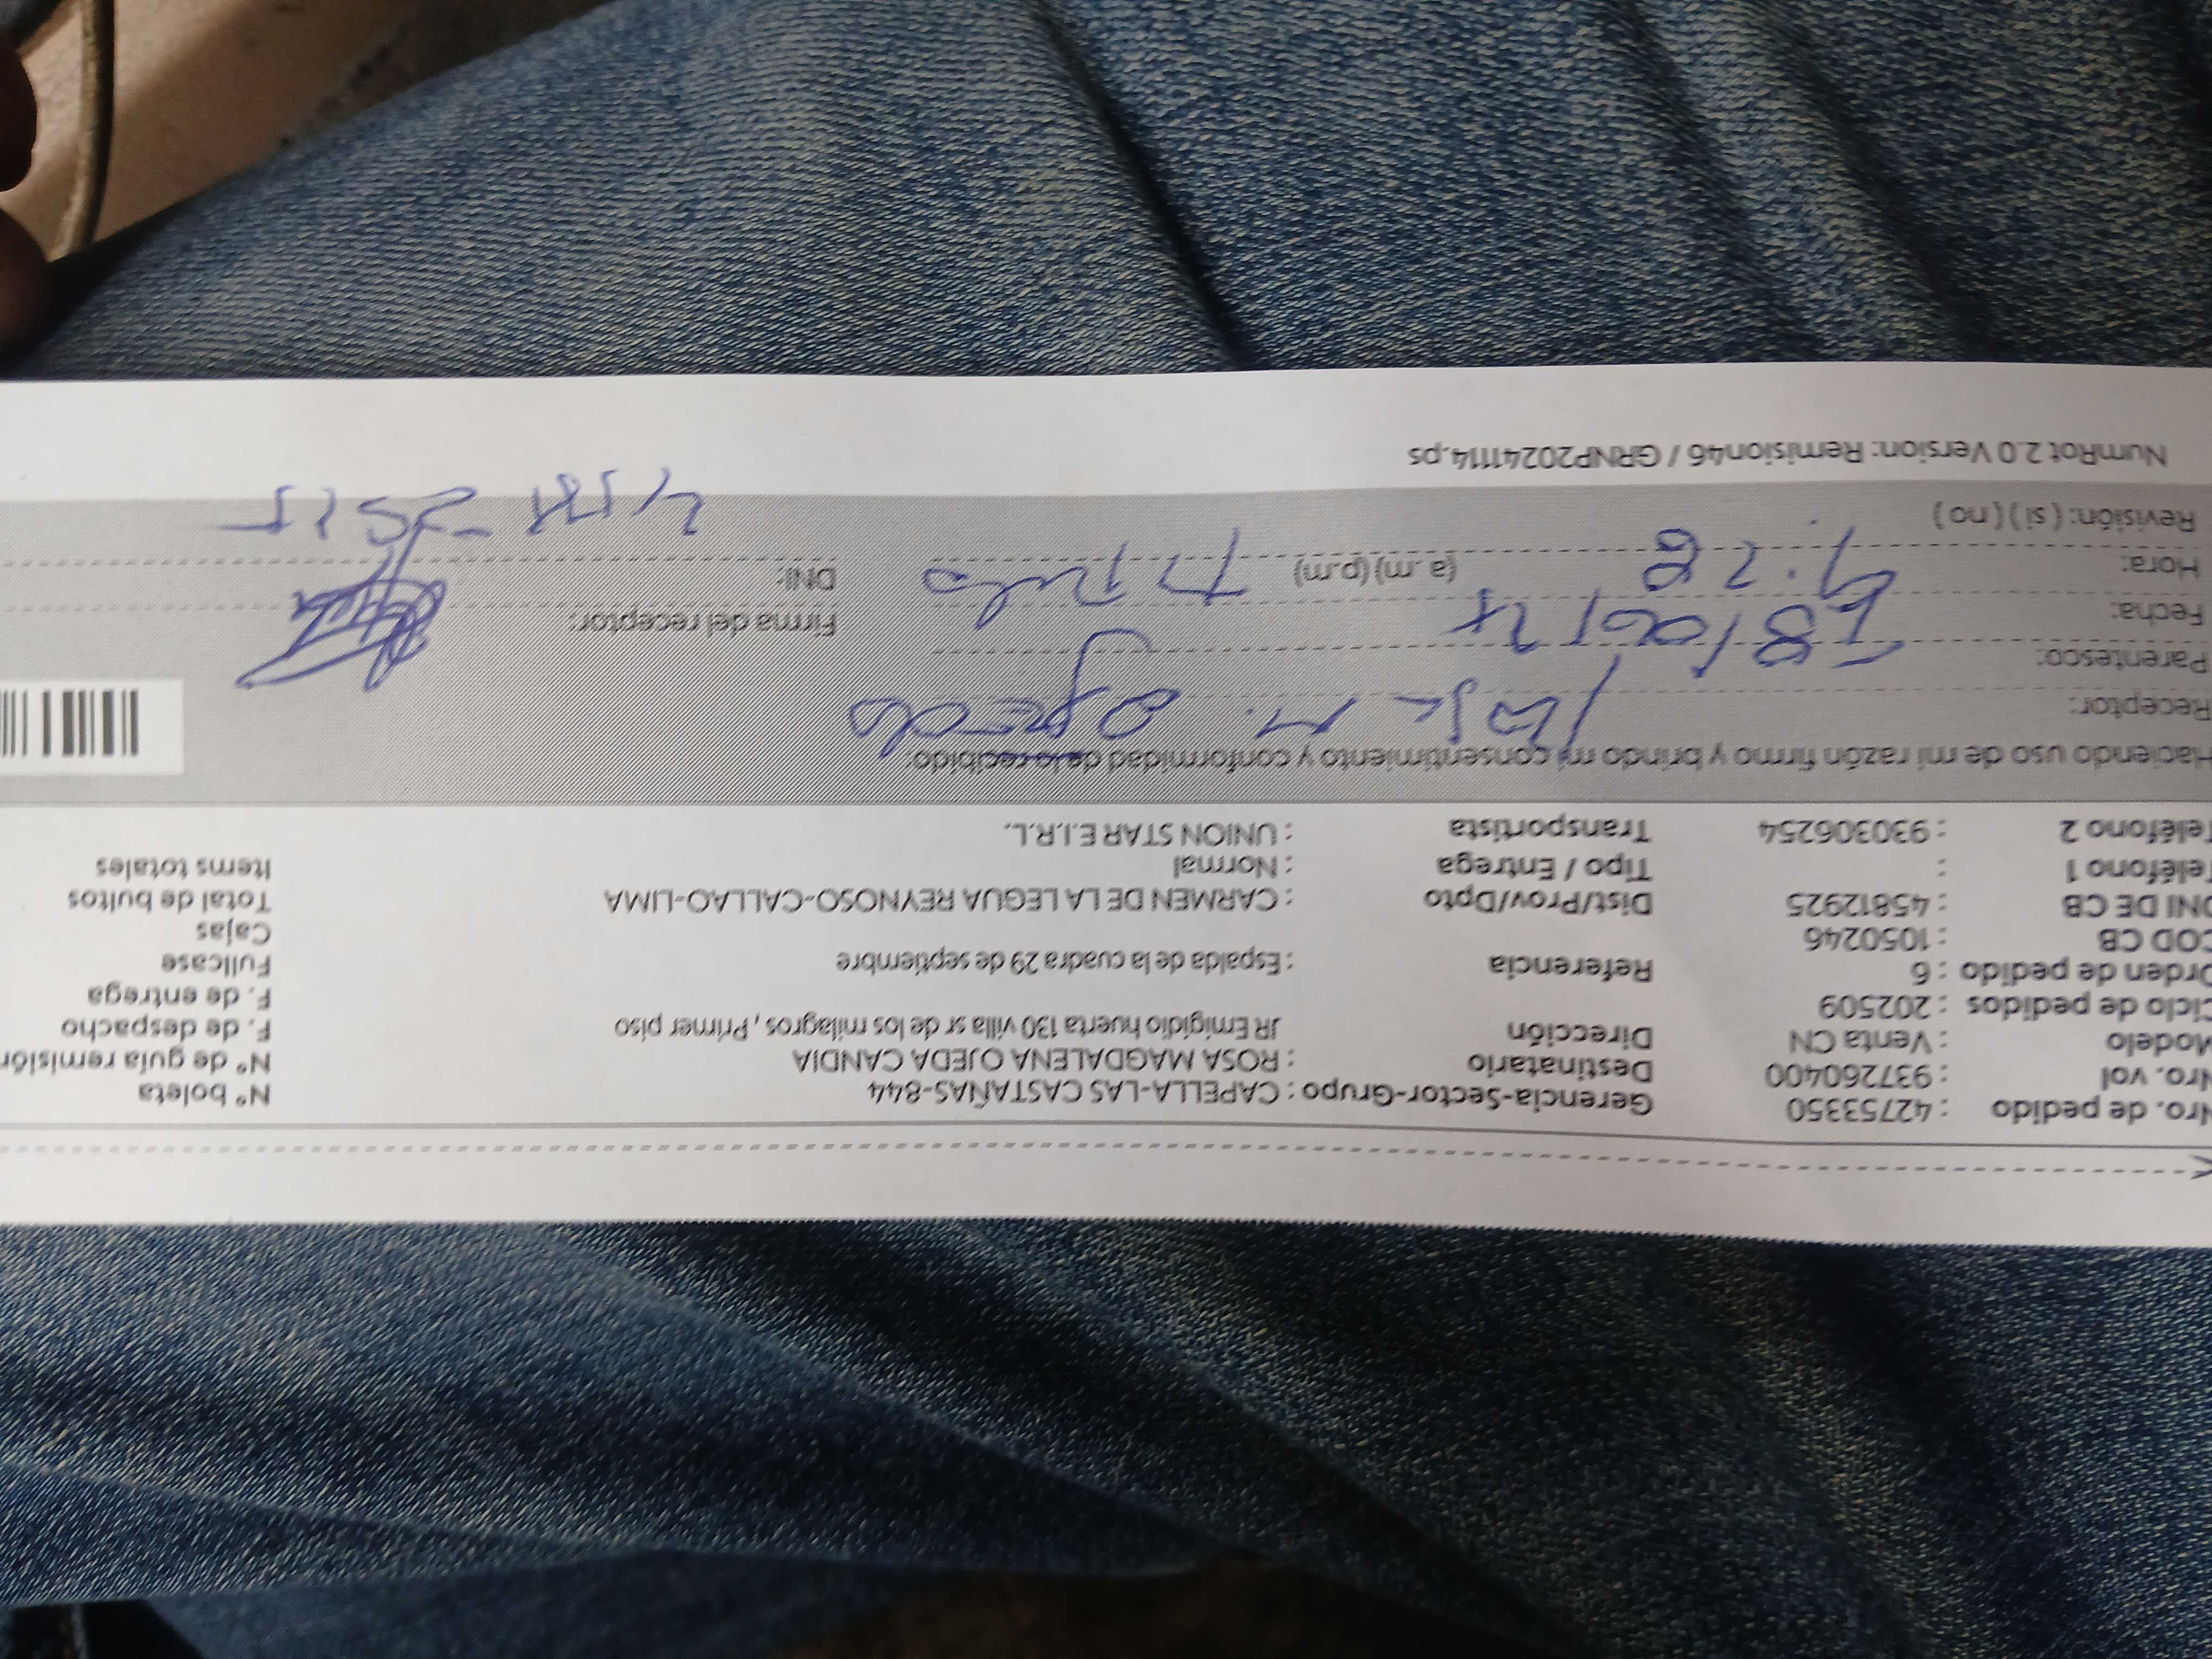 Nro. de pedido : 42753350 Gerencia-Sector-Grupo : CAPELLA-LAS CASTAÑAS-844 N° boleta
Nro. vol : 937260400 Destinatario : ROSA MAGDALENA OJEDA CANDIA N° de guía remisión
Modelo : Venta CN Dirección JR Emigidio huerta 130 villa sr de los milagros , Primer piso F. de despacho
Ciclo de pedidos : 202509 F. de entrega
Orden de pedido : 6 Referencia : Espalda de la cuadra 29 de septiembre Fullcase
COD CB : 1050246 Cajas
DNI DE CB : 45812925 Dist/Prov/Dpto : CARMEN DE LA LEGUA REYNOSO-CALLAO-LIMA Total de bultos
Teléfono 1 : Tipo / Entrega : Normal Items totales
Teléfono 2 : 930306254 Transportista : UNION STAR E.I.R.L.
Haciendo uso de mi razón firmo y brindo mi consentimiento y conformidad de lo recibido:
Receptor: M.
Parentesco:
Fecha: Firma del receptor:
Hora: (a .m) (p.m) DNI:
Revisión: ( si ) ( no )
NumRot 2.0 Version: Remision46 / GRNP20241114.ps